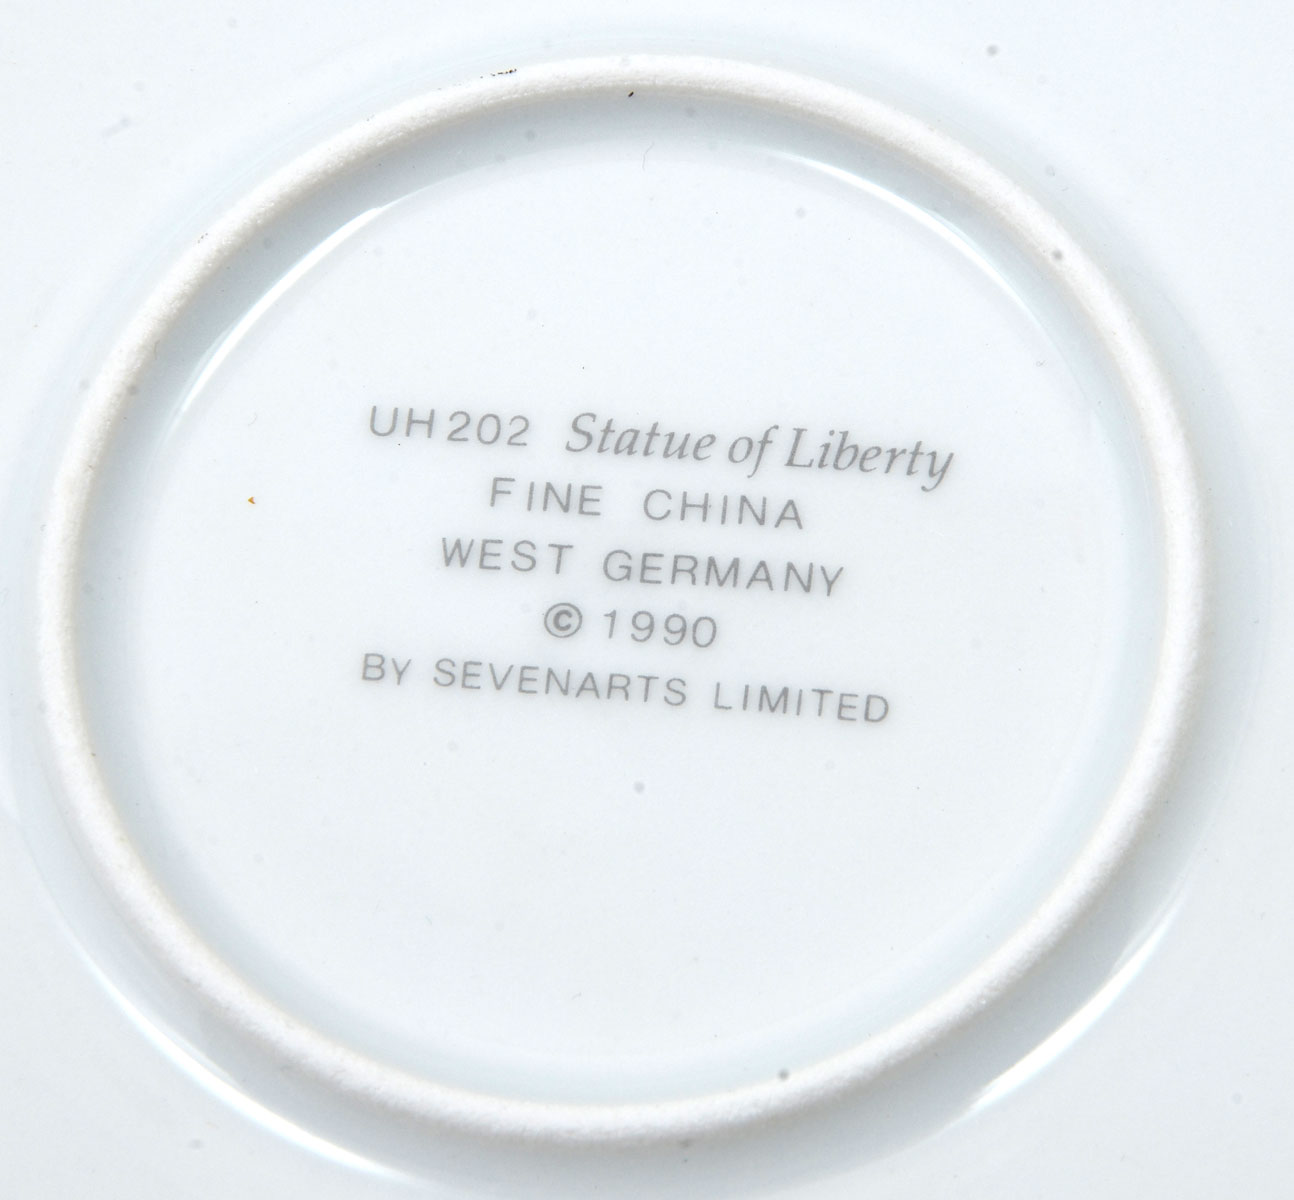 UH202 Statue of Liberty
FINE CHINA
WEST GERMANY
© 1990
BY SEVENARTS LIMITED